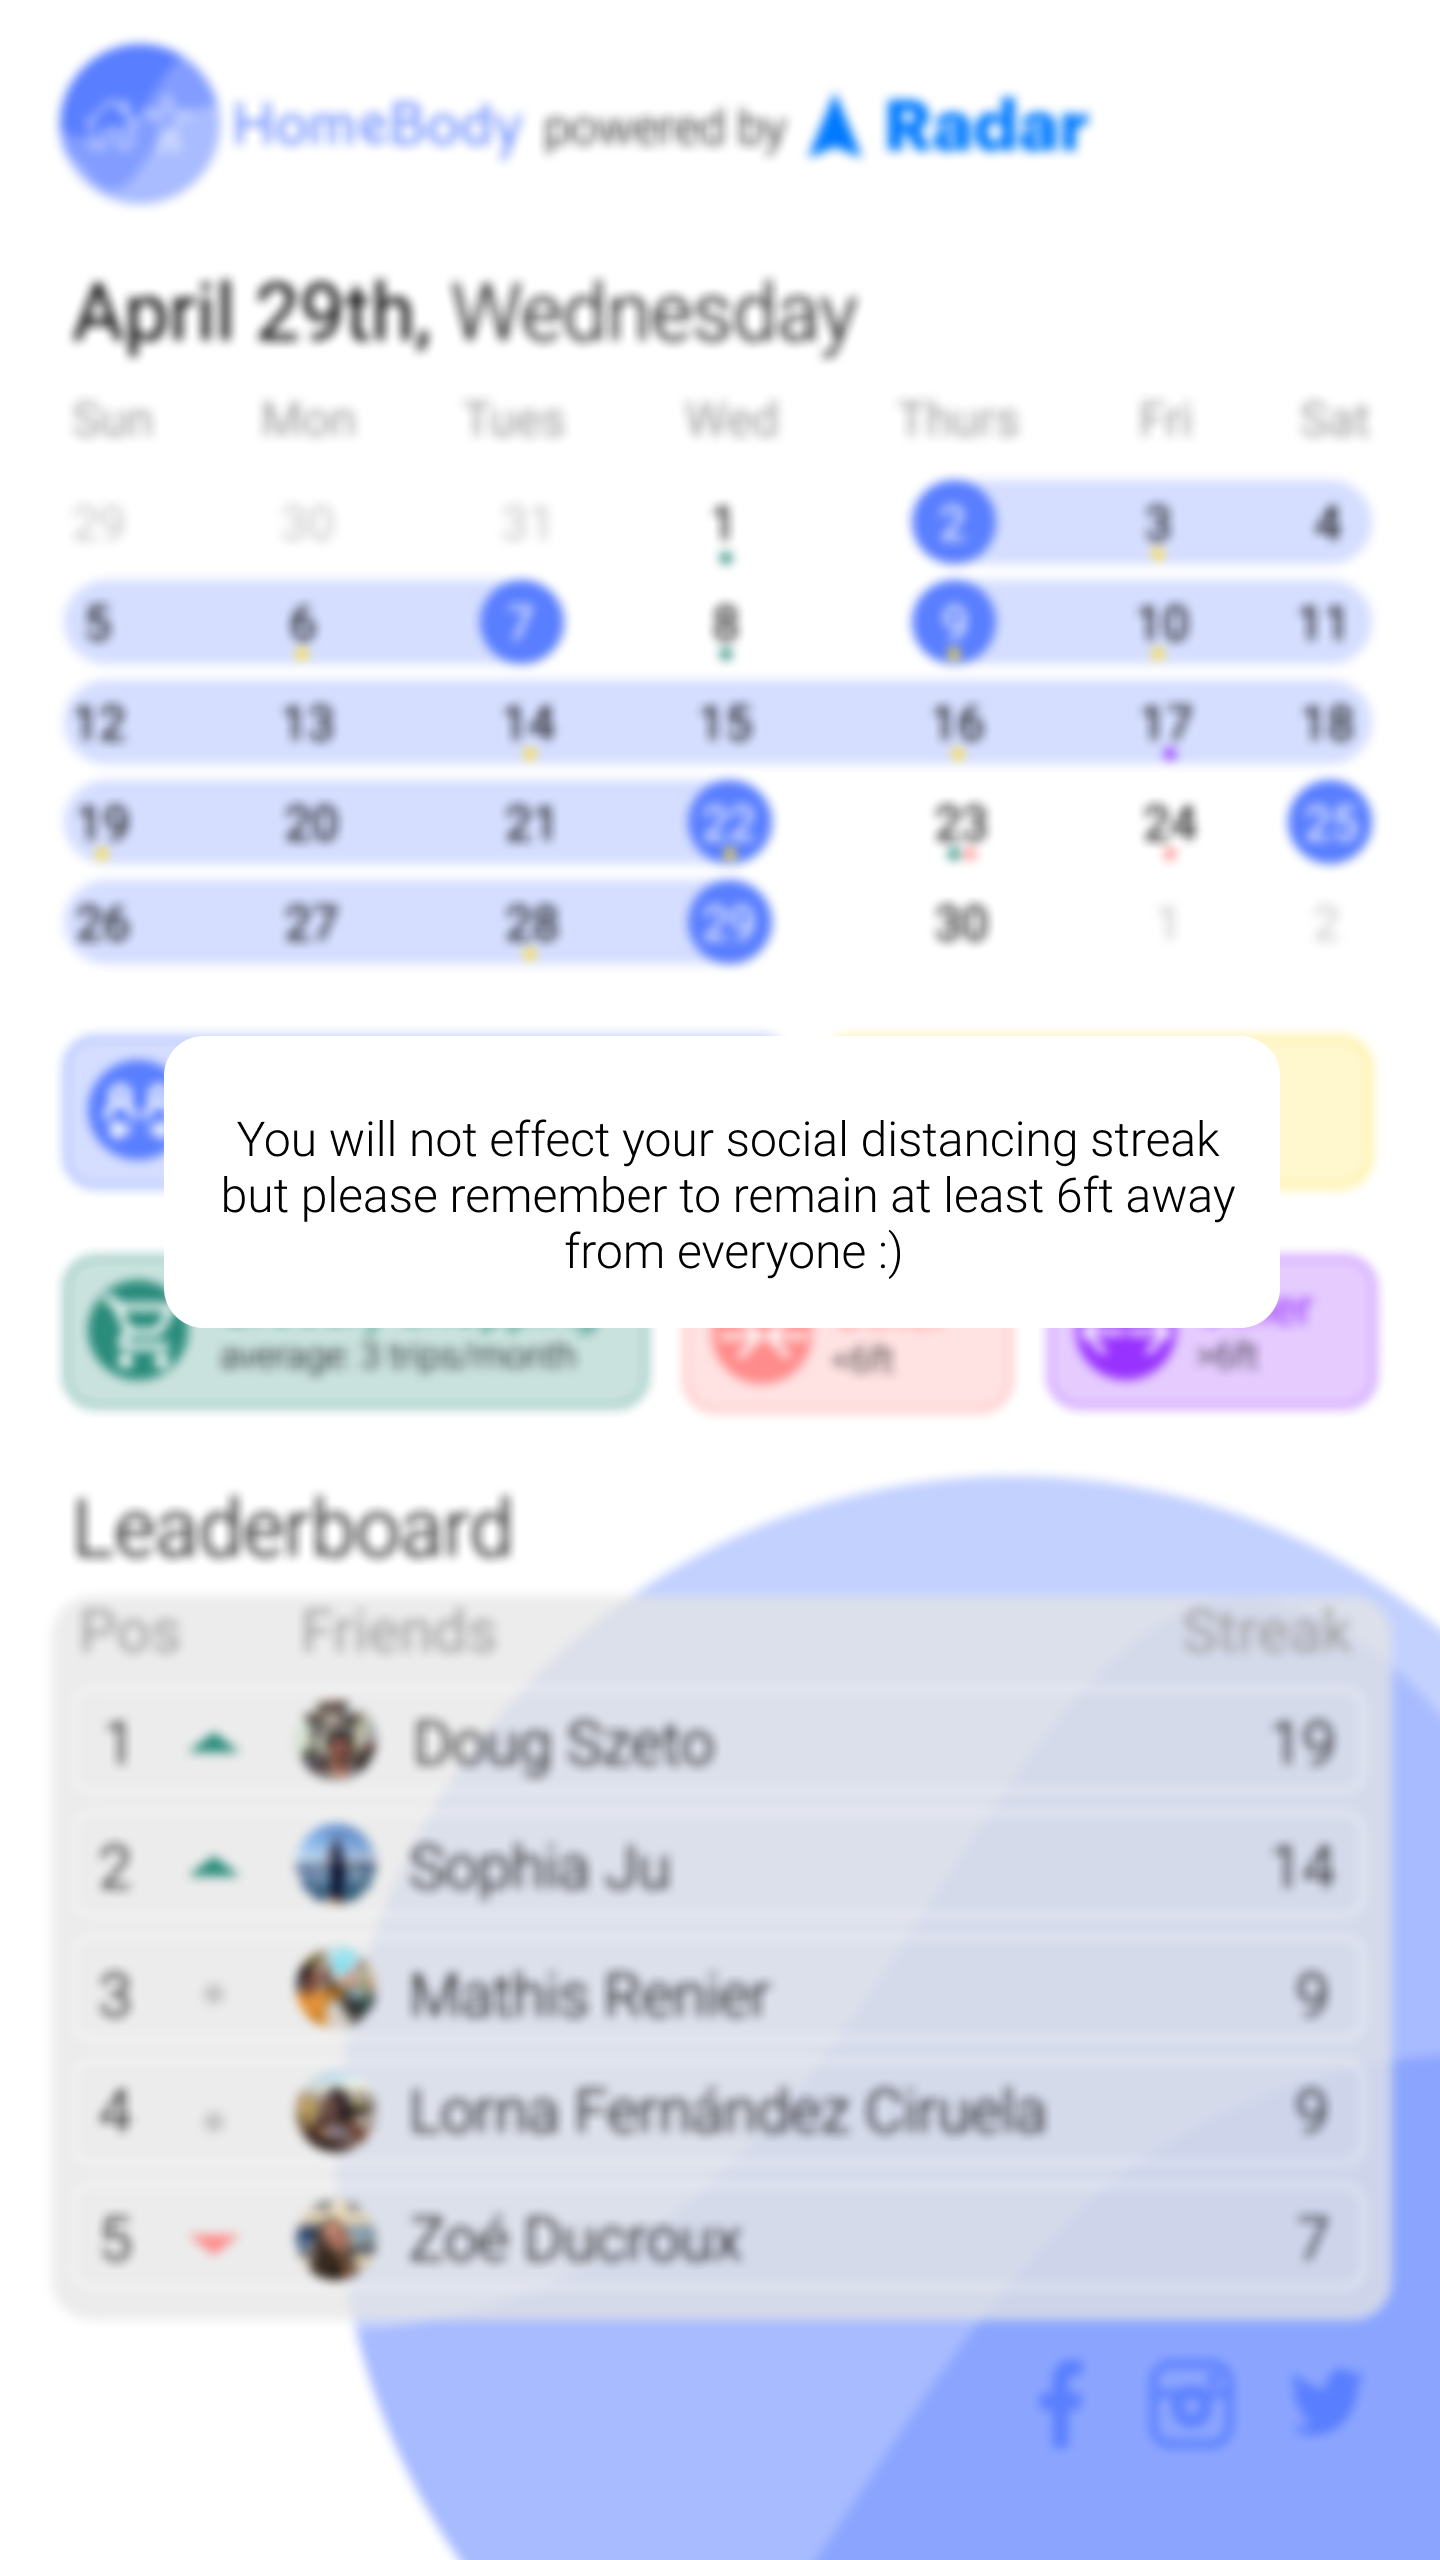 HomeBody powered by Radar
April 29th, Wednesday
Sun Mon Tues Wed Thurs Fri Sat
29 30 31 1 2 3 4
5 6 7 8 9 10 11
12 13 14 15 16 17 18
19 20 21 22 23 24 25
26 27 28 29 30 1 2
You will not effect your social distancing streak
but please remember to remain at least 6ft away
from everyone :)
average: 3 trips/month <6ft >6ft
Leaderboard
Pos Friends Streak
1 Doug Szeto 19
2 Sophia Ju 14
3 Mathis Renier 9
4 Lorna Fernández Ciruela 9
5 Zoé Ducroux 7